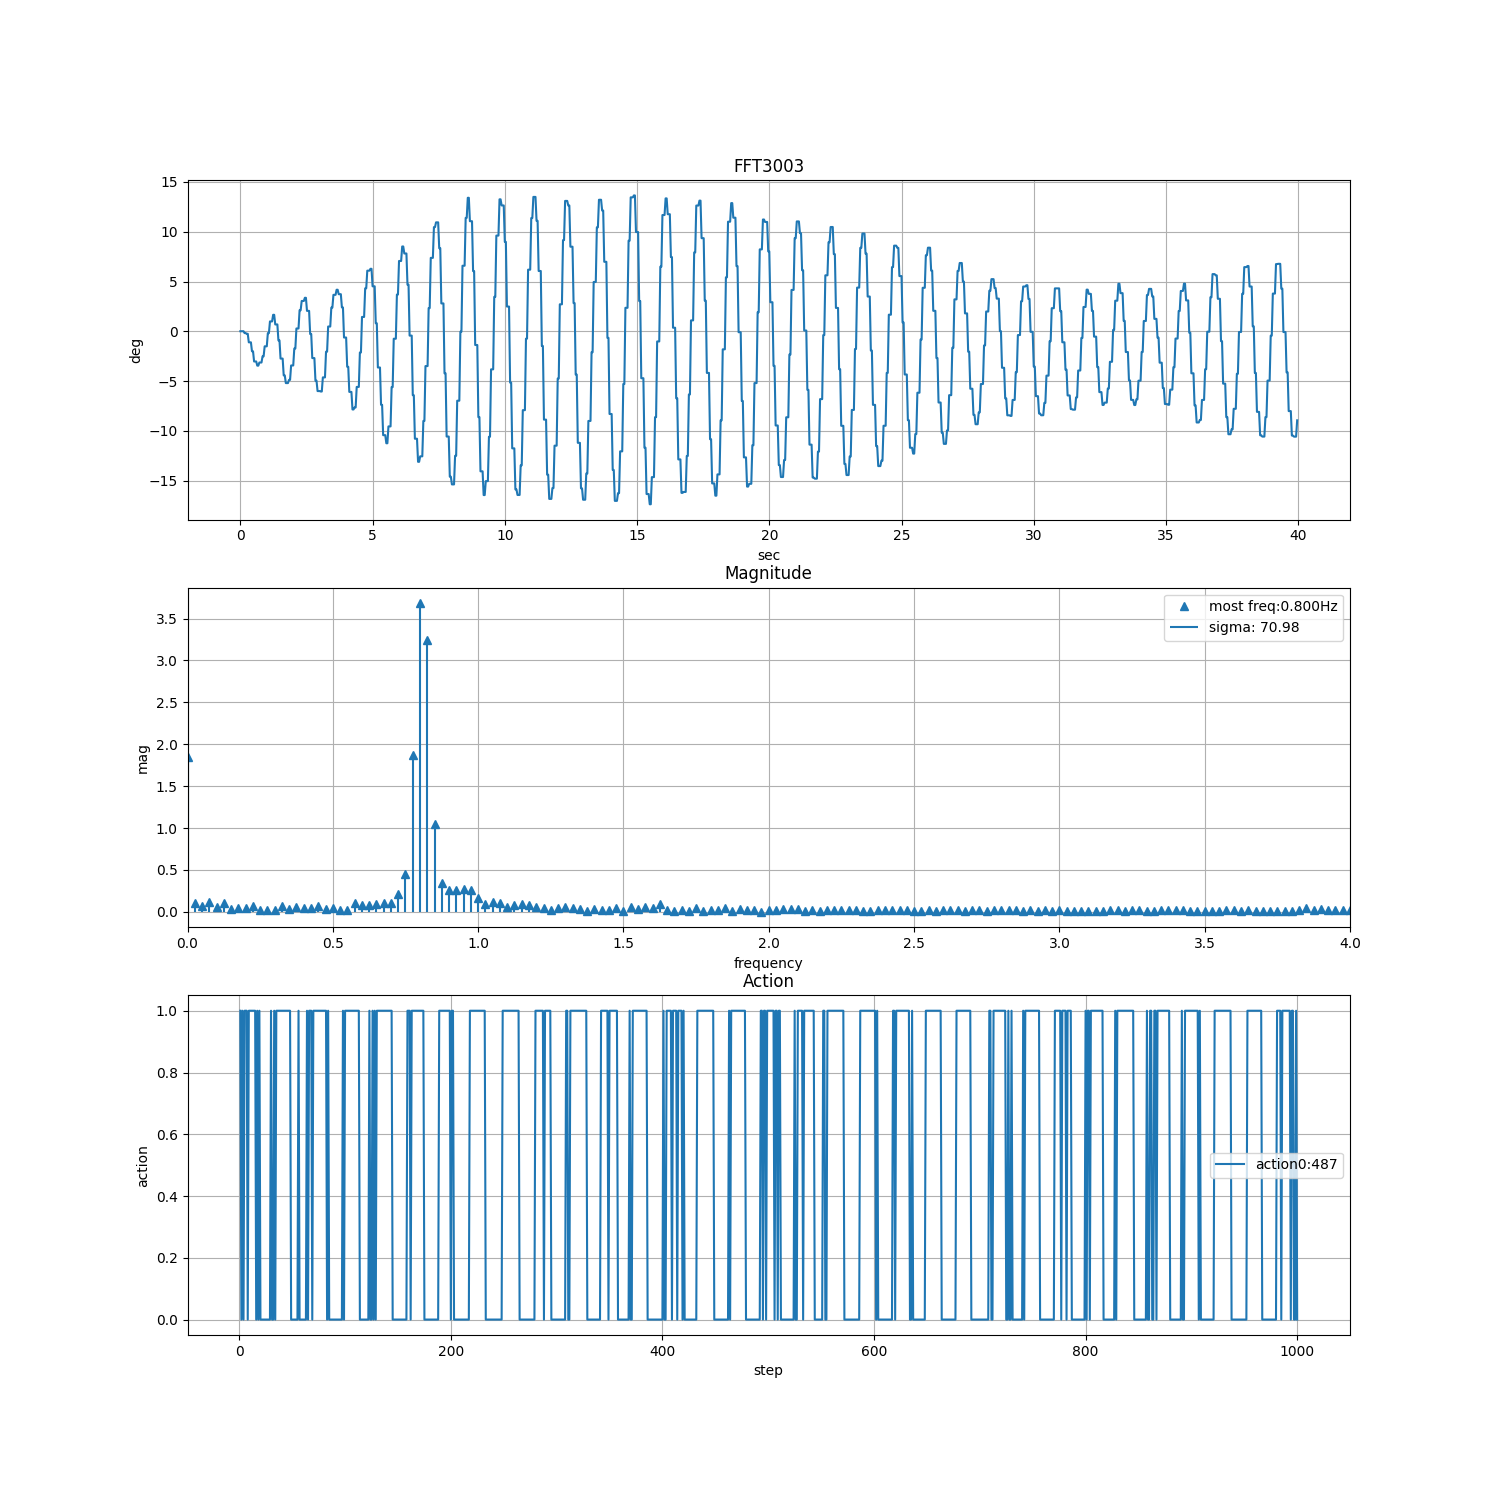 FFT3003
15
10
5
0
−5
−10
−15
deg
0 5 10 15 20 25 30 35 40
sec
Magnitude
3.5
3.0
2.5
2.0
1.5
1.0
0.5
0.0
mag
most freq:0.800Hz
sigma: 70.98
0.0 0.5 1.0 1.5 2.0 2.5 3.0 3.5 4.0
frequency
Action
1.0
0.8
0.6
0.4
0.2
0.0
action
action0:487
0 200 400 600 800 1000
step